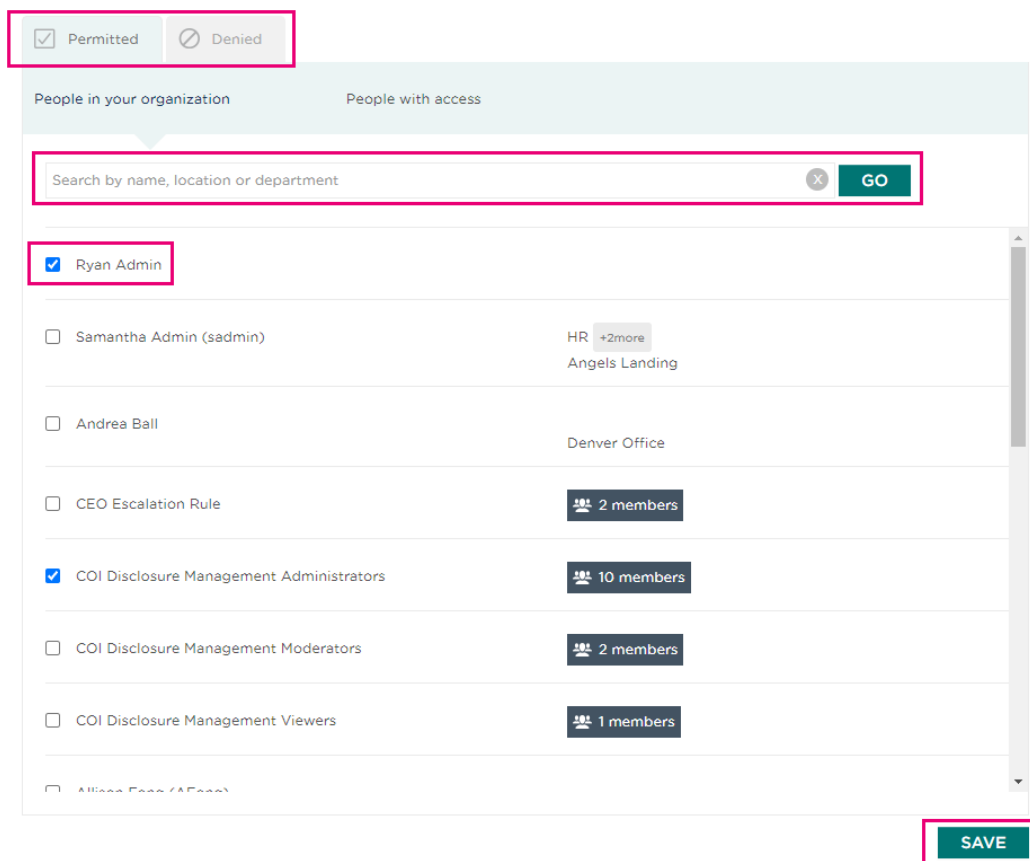 Permitted
Denied
People in your organization
People with access
Search by name, location or department
X
GO
Ryan Admin
Samantha Admin (sadmin)
HR +2more
Angels Landing
Andrea Ball
Denver Office
CEO Escalation Rule
2 members
COI Disclosure Management Administrators
10 members
COI Disclosure Management Moderators
2 members
COI Disclosure Management Viewers
1 members
SAVE